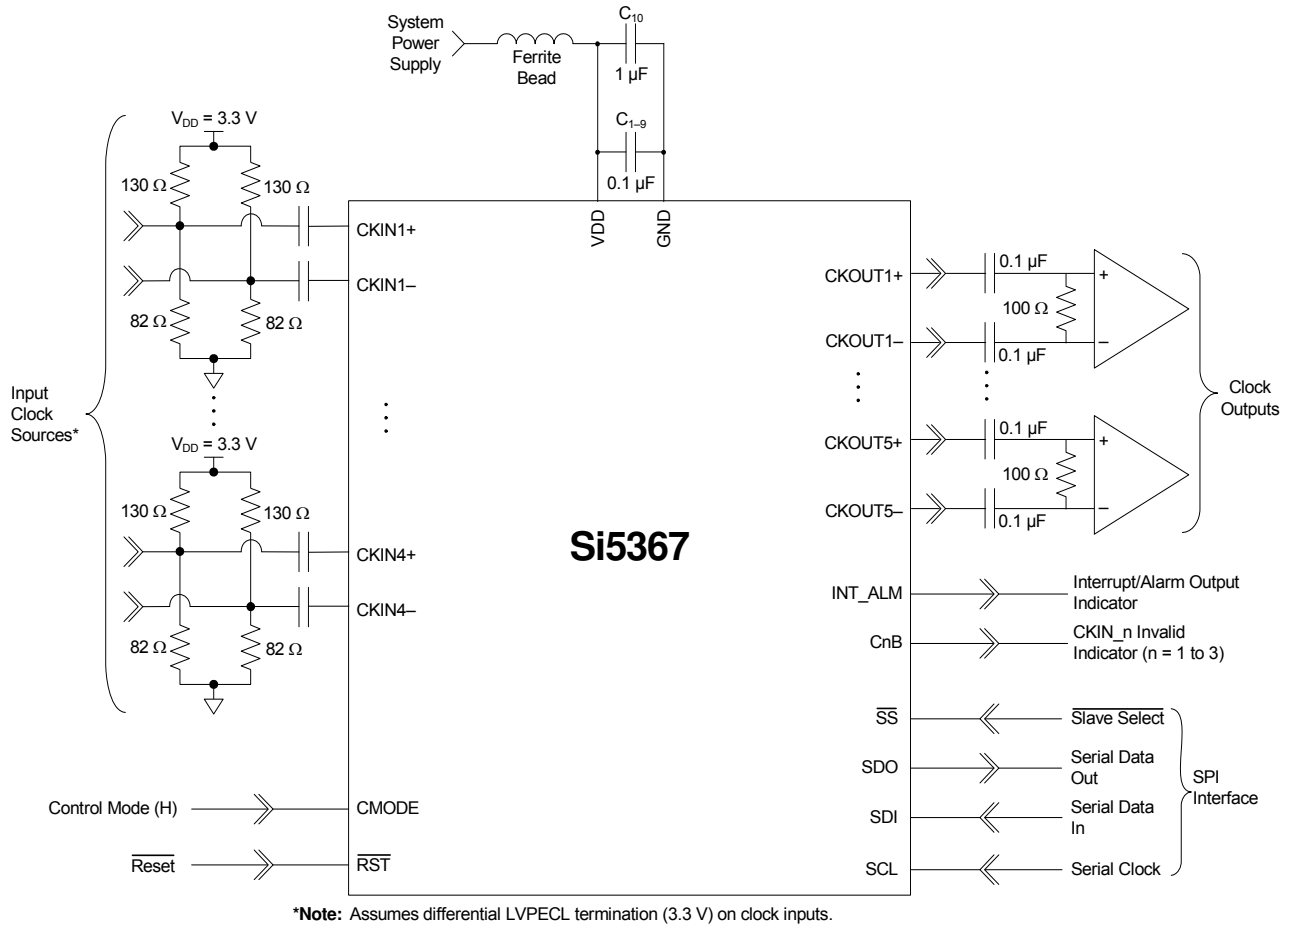 System
Power
Supply
Ferrite
Bead
C10
1 µF
C1–9
0.1 µF
VDD
GND
VDD = 3.3 V
130 Ω
130 Ω
CKIN1+
CKIN1–
82 Ω
82 Ω
Input
Clock
Sources*
VDD = 3.3 V
130 Ω
130 Ω
CKIN4+
CKIN4–
82 Ω
82 Ω
Control Mode (H)
CMODE
Reset
RST
Si5367
CKOUT1+
0.1 µF
+
100 Ω
CKOUT1–
–
0.1 µF
Clock
Outputs
CKOUT5+
0.1 µF
+
100 Ω
CKOUT5–
–
0.1 µF
INT_ALM
Interrupt/Alarm Output
Indicator
CnB
CKIN_n Invalid
Indicator (n = 1 to 3)
SS
Slave Select
SDO
Serial Data
Out
SDI
Serial Data
In
SCL
Serial Clock
SPI
Interface
*Note: Assumes differential LVPECL termination (3.3 V) on clock inputs.